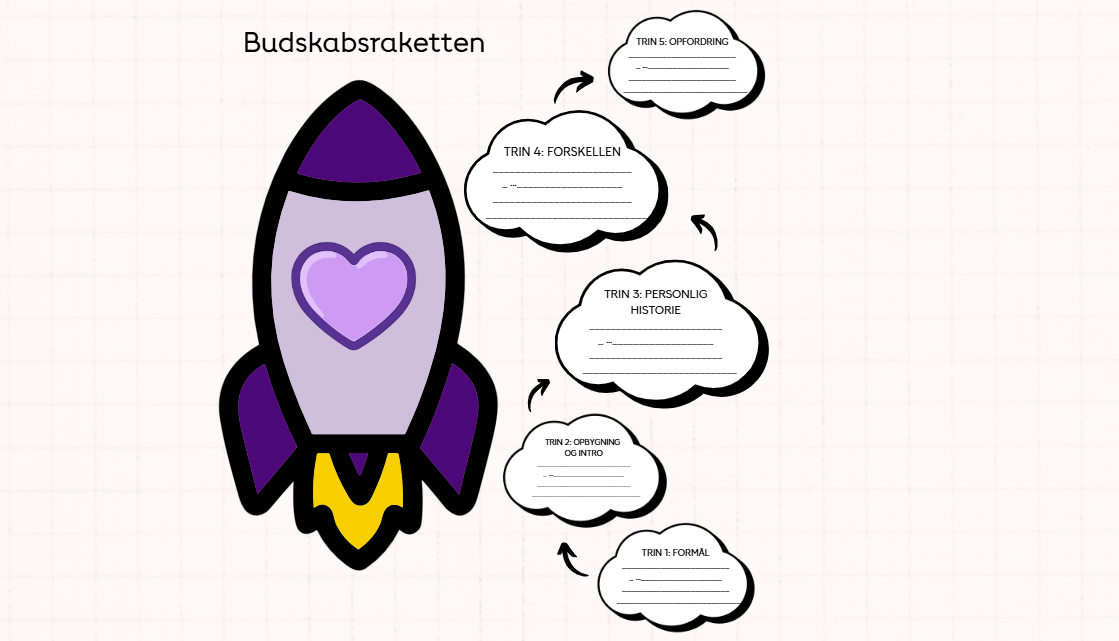 Budskabsraketten
TRIN 5: OPFORDRING
TRIN 4: FORSKELLEN
TRIN 3: PERSONLIG
HISTORIE
TRIN 2: OPBYGNING
OG INTRO
TRIN 1: FORMÅL